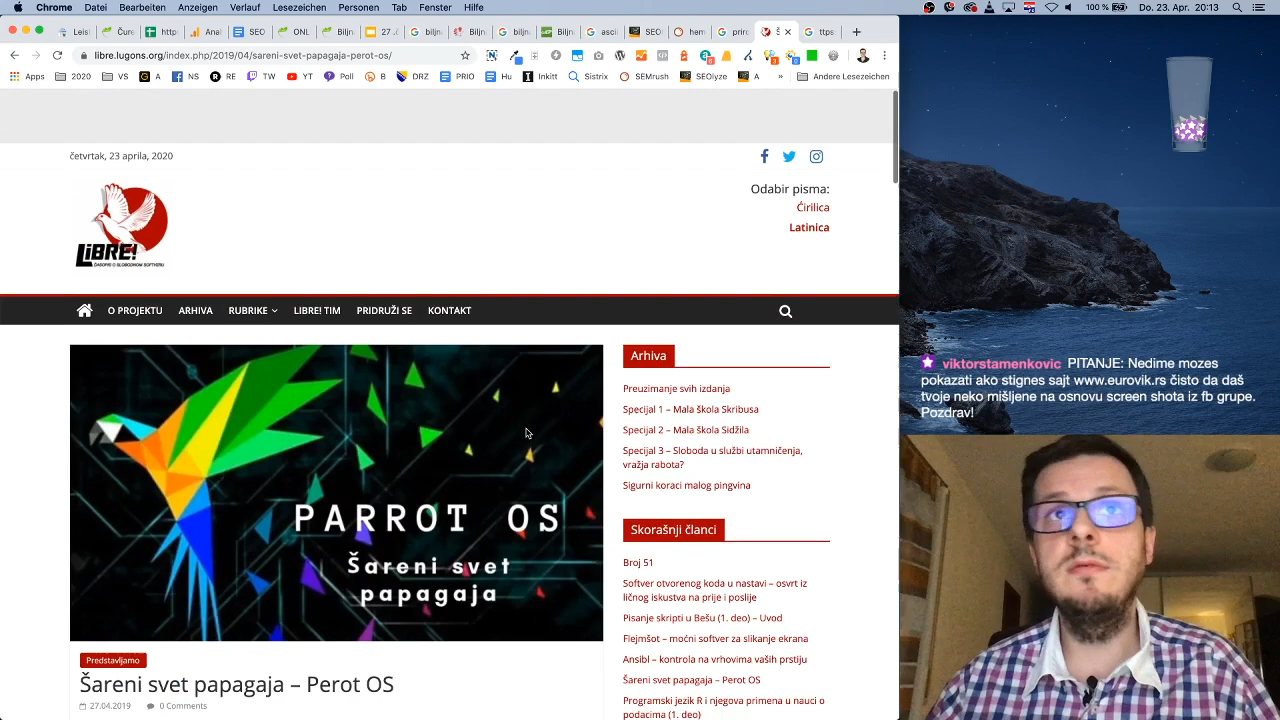 Chrome Datei Bearbeiten Anzeigen Verlauf Lesezeichen Personen Tab Fenster Hilfe
100% Do. 23. Apr. 20:13
libre.lugons.org/index.php/2019/04/sareni-svet-papagaja-perot-os/
Apps 2020 VS A NS RE TW YT Poll B DRZ PRIO Hu Inkitt Sistrix SEMrush SEOlyze A » Andere Lesezeichen
četvrtak, 23 aprila, 2020
Odabir pisma:
Ćirilica
Latinica
LiBRE!
ČASOPIS O SLOBODNOM SOFTVERU
O PROJEKTU ARHIVA RUBRIKE LIBRE! TIM PRIDRUŽI SE KONTAKT
PARROT OS
Šareni svet
papagaja
Predstavljamo
Šareni svet papagaja – Perot OS
27.04.2019 0 Comments
Arhiva
Preuzimanje svih izdanja
Specijal 1 – Mala škola Skribusa
Specijal 2 – Mala škola Sidžila
Specijal 3 – Sloboda u službi utamničenja,
vražja rabota?
Sigurni koraci malog pingvina
Skorašnji članci
Broj 51
Softver otvorenog koda u nastavi – osvrt iz
ličnog iskustva na prije i poslije
Pisanje skripti u Bešu (1. deo) – Uvod
Flejmšot – moćni softver za slikanje ekrana
Ansibl – kontrola na vrhovima vaših prstiju
Šareni svet papagaja – Perot OS
Programski jezik R i njegova primena u nauci o
podacima (1. deo)
viktorstamenkovic PITANJE: Nedime mozes
pokazati ako stignes sajt www.eurovik.rs čisto da daš
tvoje neko mišljene na osnovu screen shota iz fb grupe.
Pozdrav!